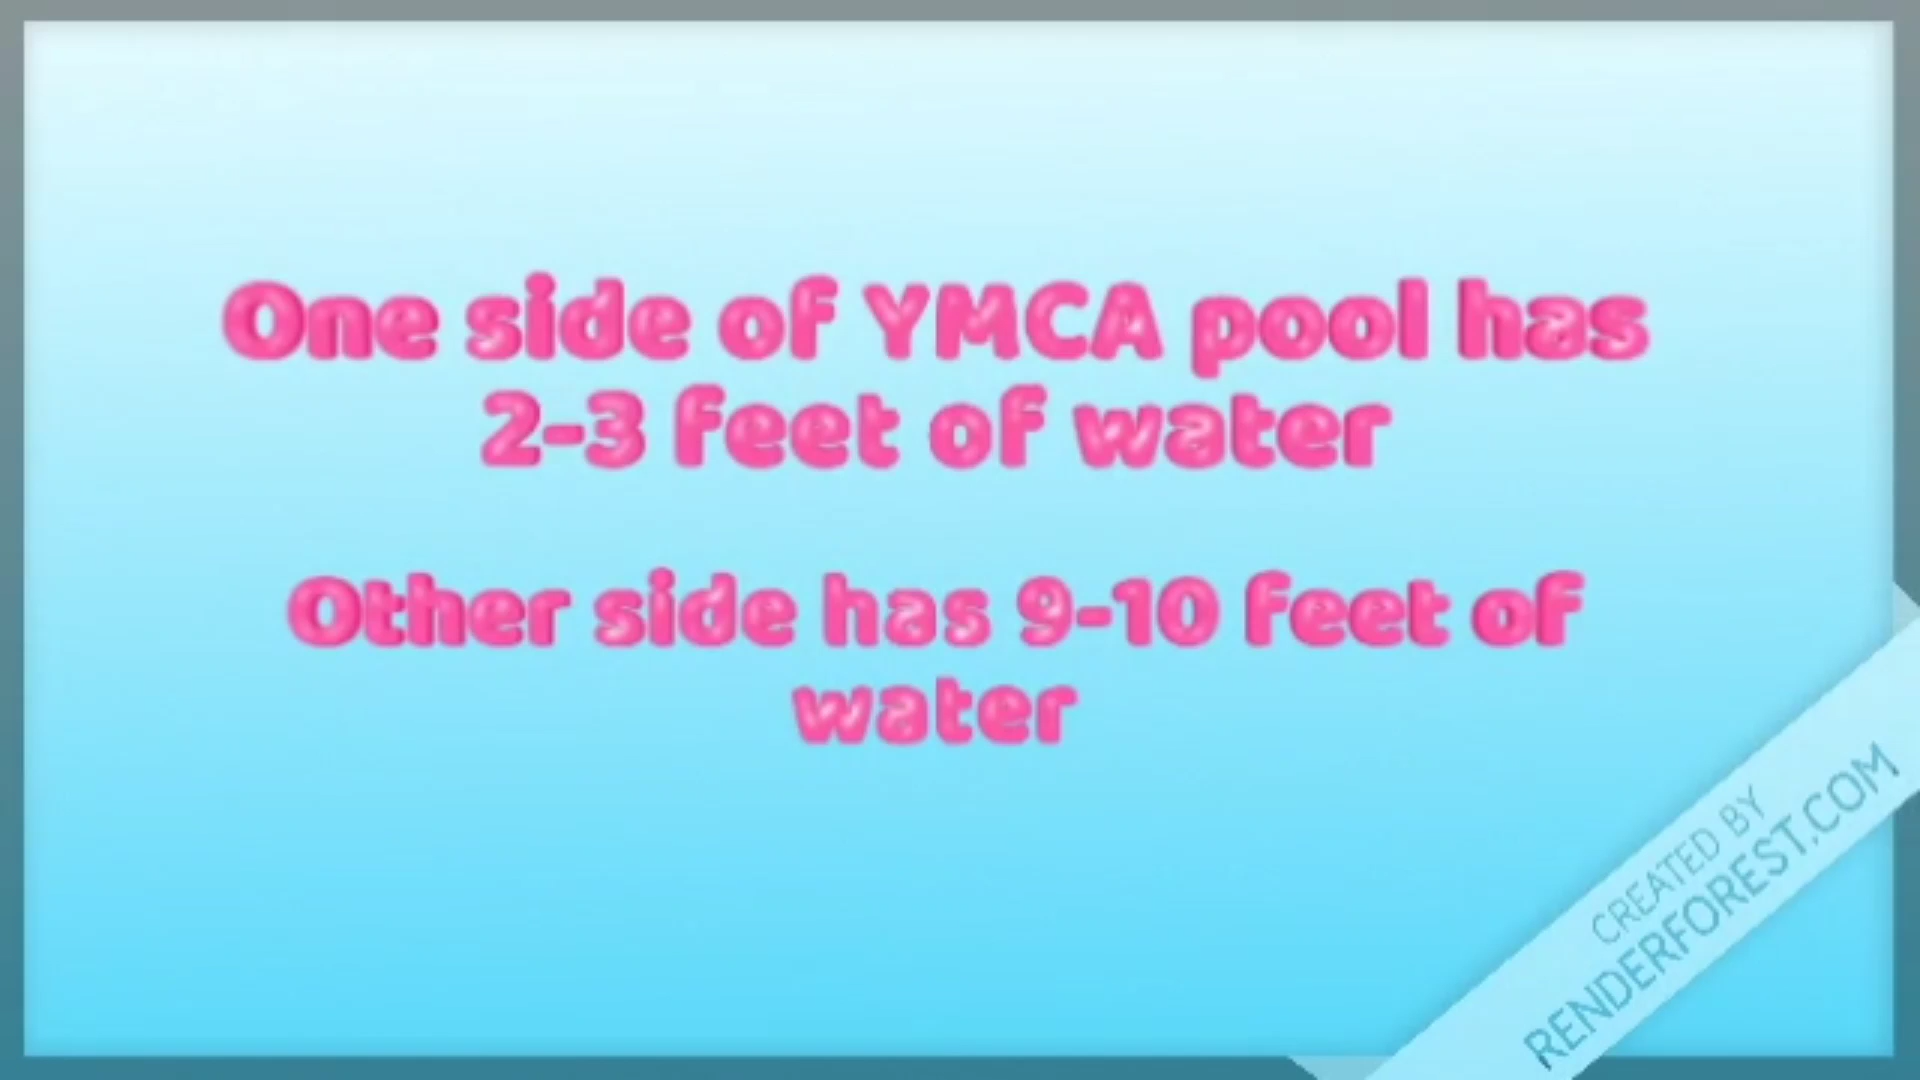 One side of YMCA pool has
2-3 feet of water
Other side has 9-10 feet of
water
CREATED BY
RENDERFOREST.COM